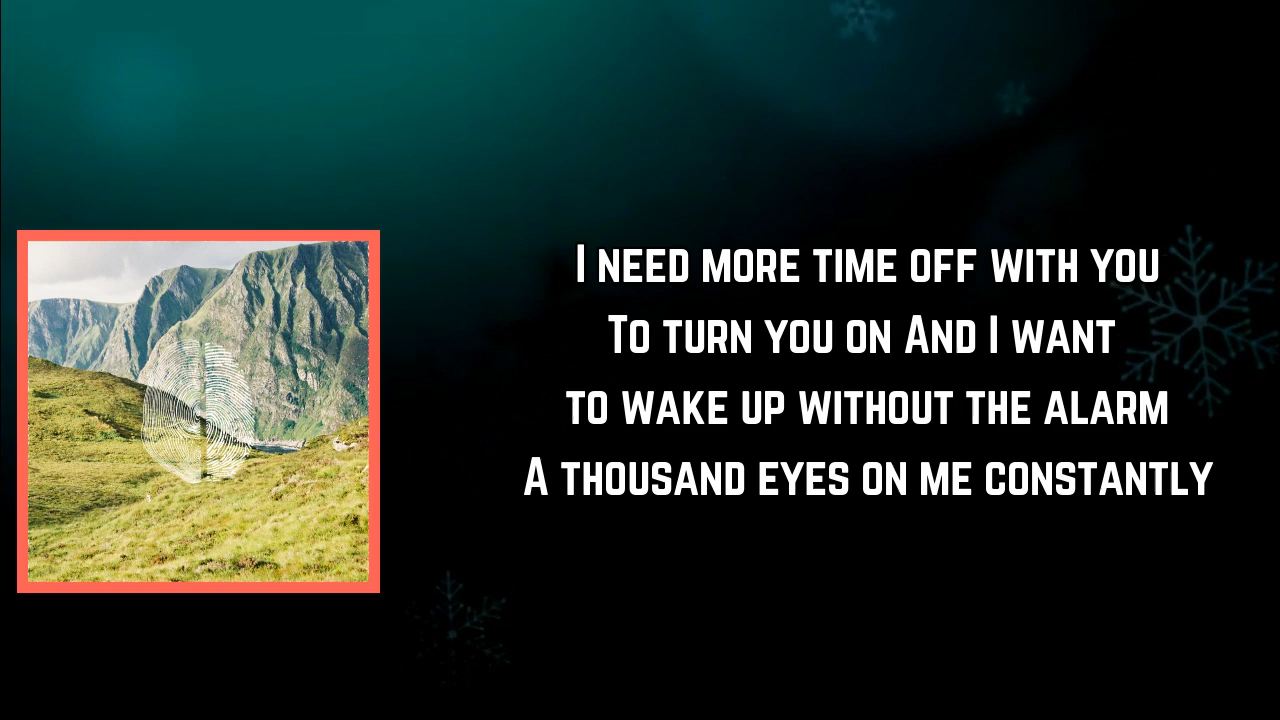 I need more time off with you
To turn you on And I want
to wake up without the alarm
A thousand eyes on me constantly